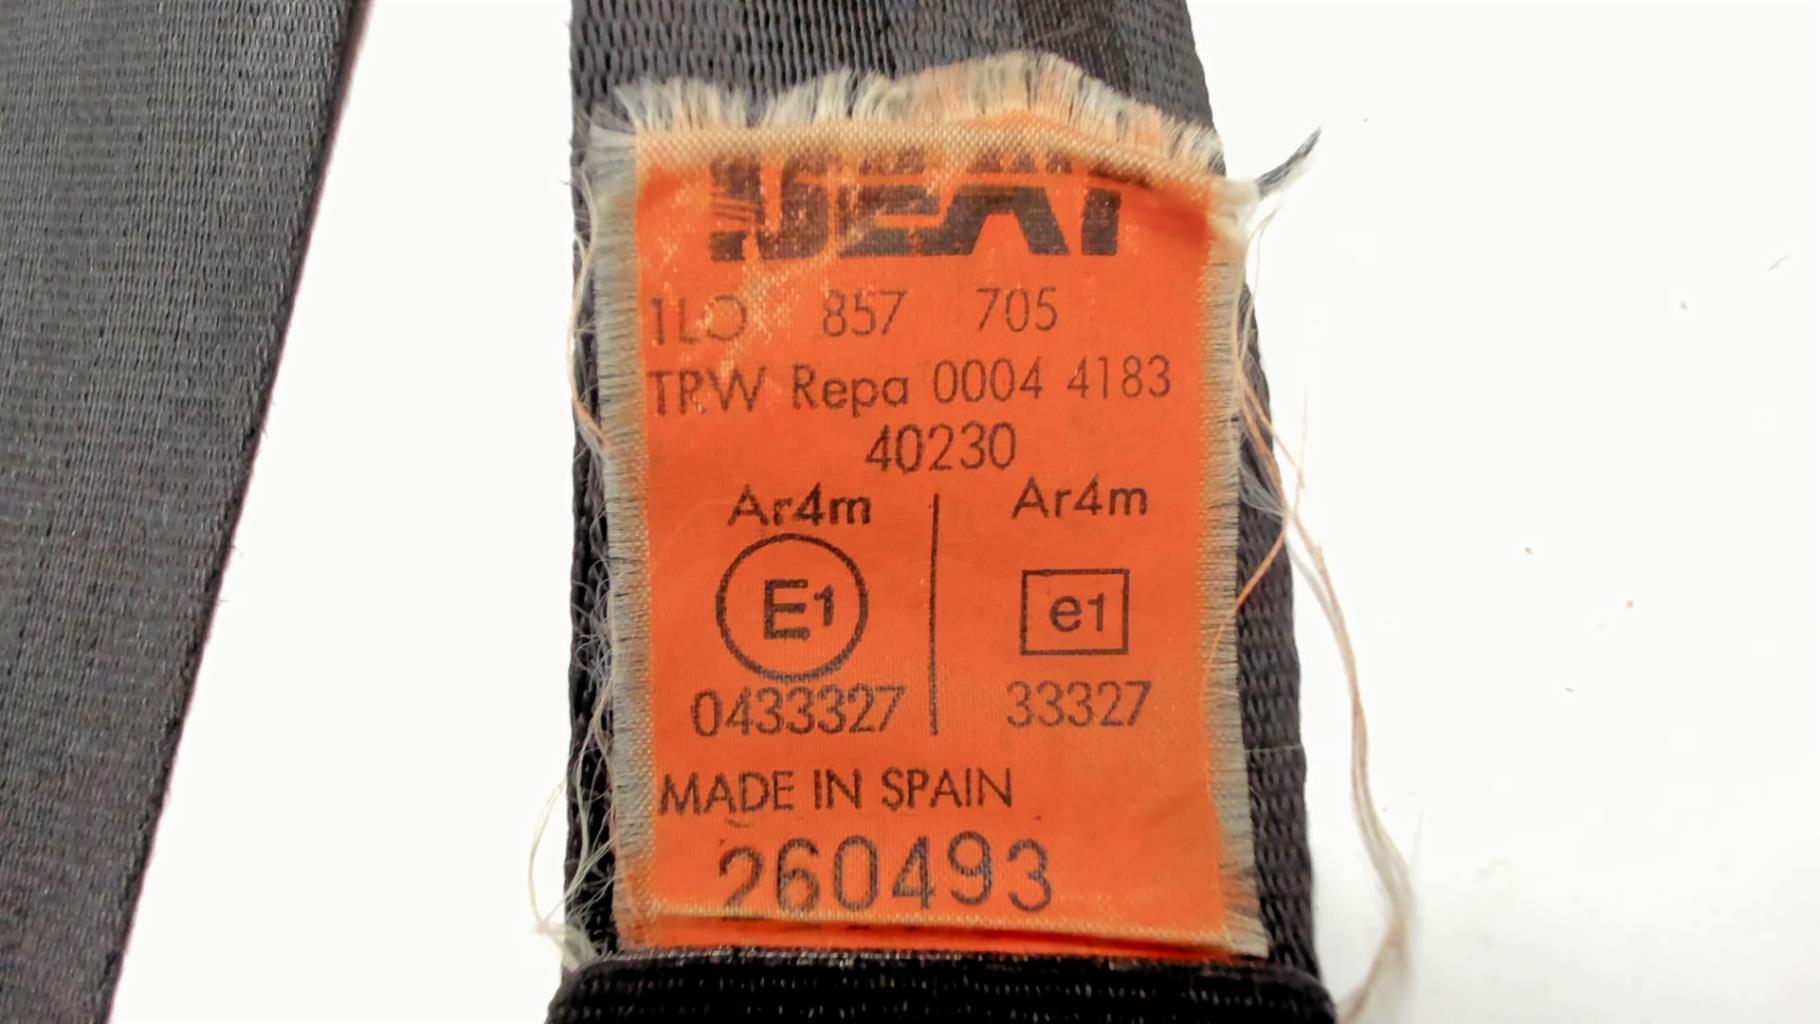 SEAT
1L0 857 705
TRW Repa 0004 4183
40230
Ar4m Ar4m
E1 e1
0433327 33327
MADE IN SPAIN
260493